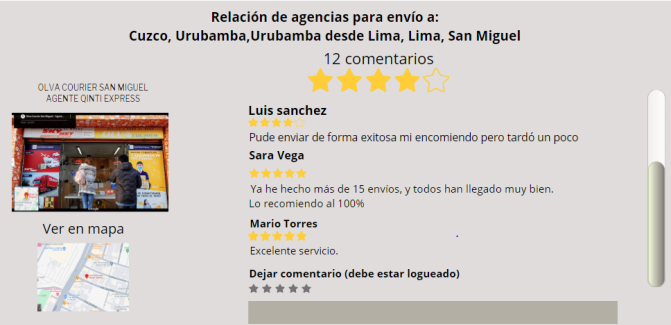 Relación de agencias para envío a:
Cuzco, Urubamba,Urubamba desde Lima, Lima, San Miguel
12 comentarios
OLVA COURIER SAN MIGUEL
AGENTE QINTI EXPRESS
Ver en mapa
Luis sanchez
Pude enviar de forma exitosa mi encomiendo pero tardó un poco
Sara Vega
Ya he hecho más de 15 envíos, y todos han llegado muy bien.
Lo recomiendo al 100%
Mario Torres
Excelente servicio.
Dejar comentario (debe estar logueado)